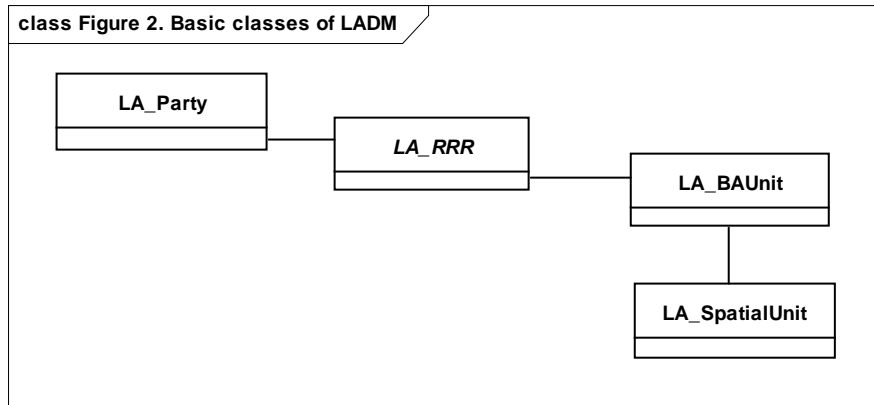 class Figure 2. Basic classes of LADM
LA_Party
LA_RRR
LA_BAUnit
LA_SpatialUnit